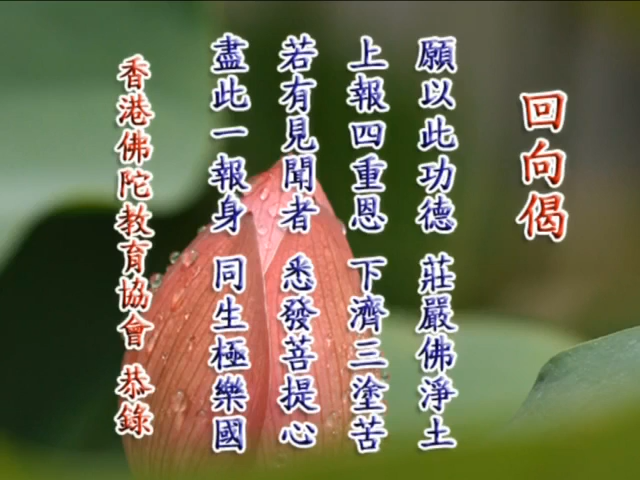 回向偈
願以此功德 莊嚴佛淨土
上報四重恩 下濟三塗苦
若有見聞者 悉發菩提心
盡此一報身 同生極樂國
香港佛陀教育協會 恭錄